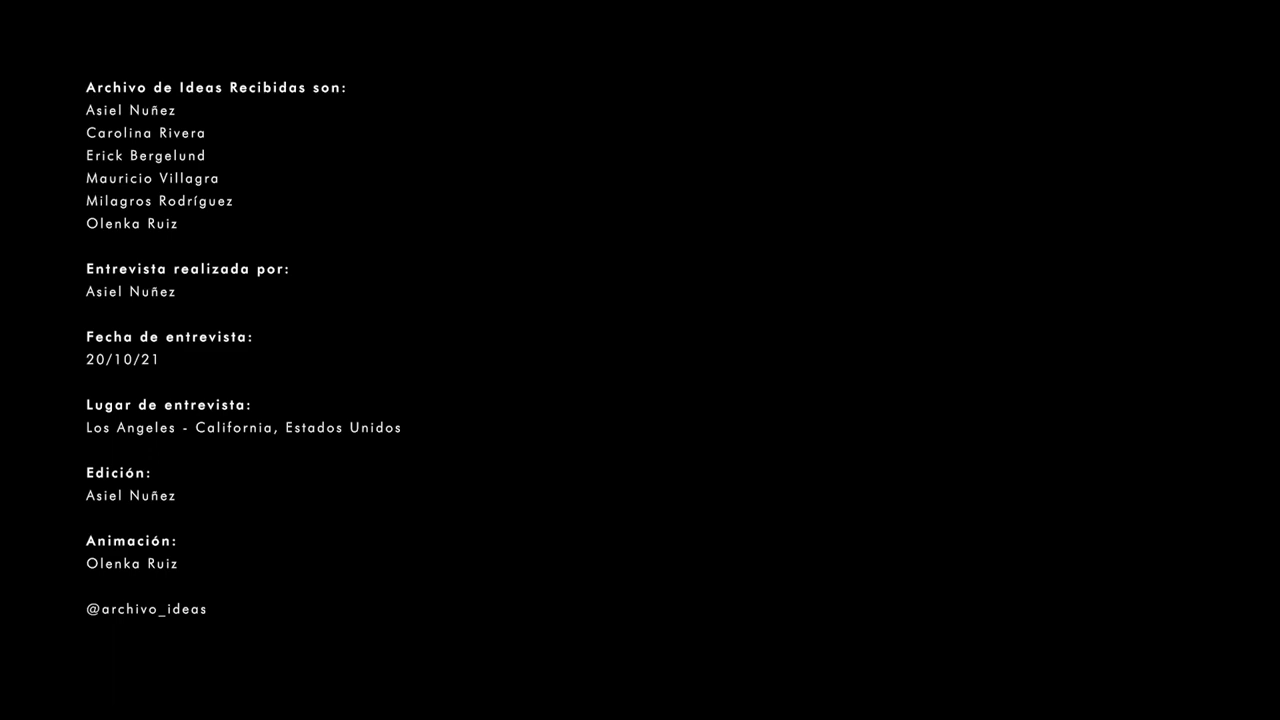 Archivo de Ideas Recibidas son:
Asiel Nuñez
Carolina Rivera
Erick Bergelund
Mauricio Villagra
Milagros Rodríguez
Olenka Ruiz
Entrevista realizada por:
Asiel Nuñez
Fecha de entrevista:
20/10/21
Lugar de entrevista:
Los Angeles - California, Estados Unidos
Edición:
Asiel Nuñez
Animación:
Olenka Ruiz
@archivo_ideas